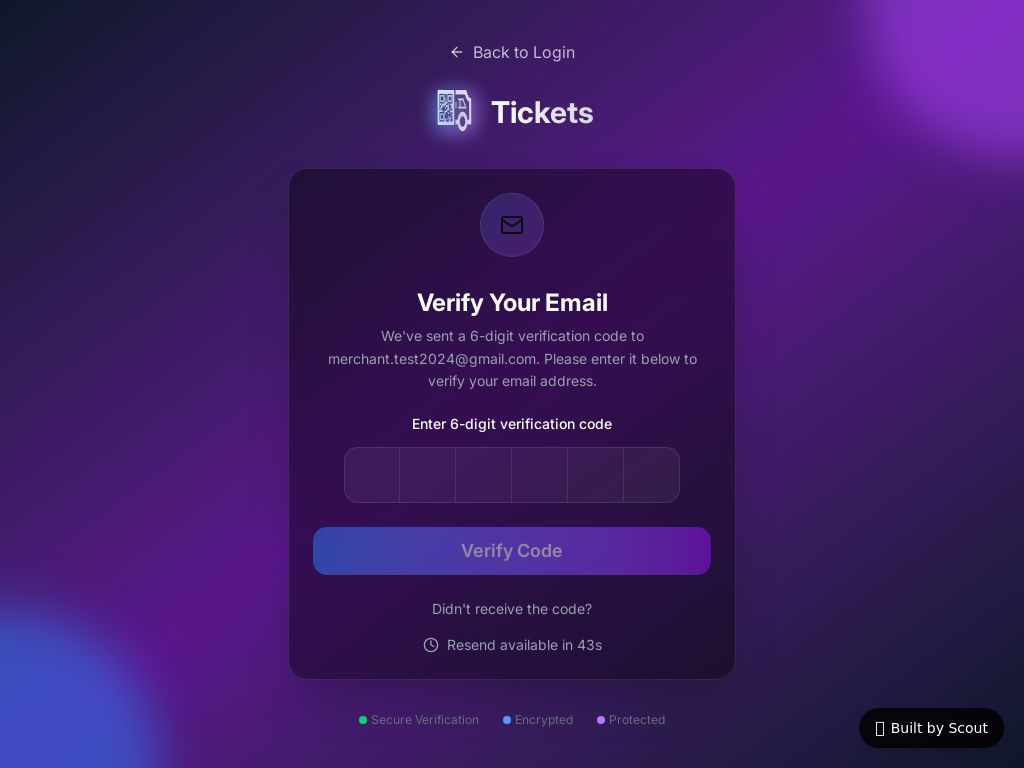 Back to Login
Tickets
Verify Your Email
We've sent a 6-digit verification code to
merchant.test2024@gmail.com. Please enter it below to
verify your email address.
Enter 6-digit verification code
Verify Code
Didn't receive the code?
Resend available in 43s
Secure Verification
Encrypted
Protected
Built by Scout